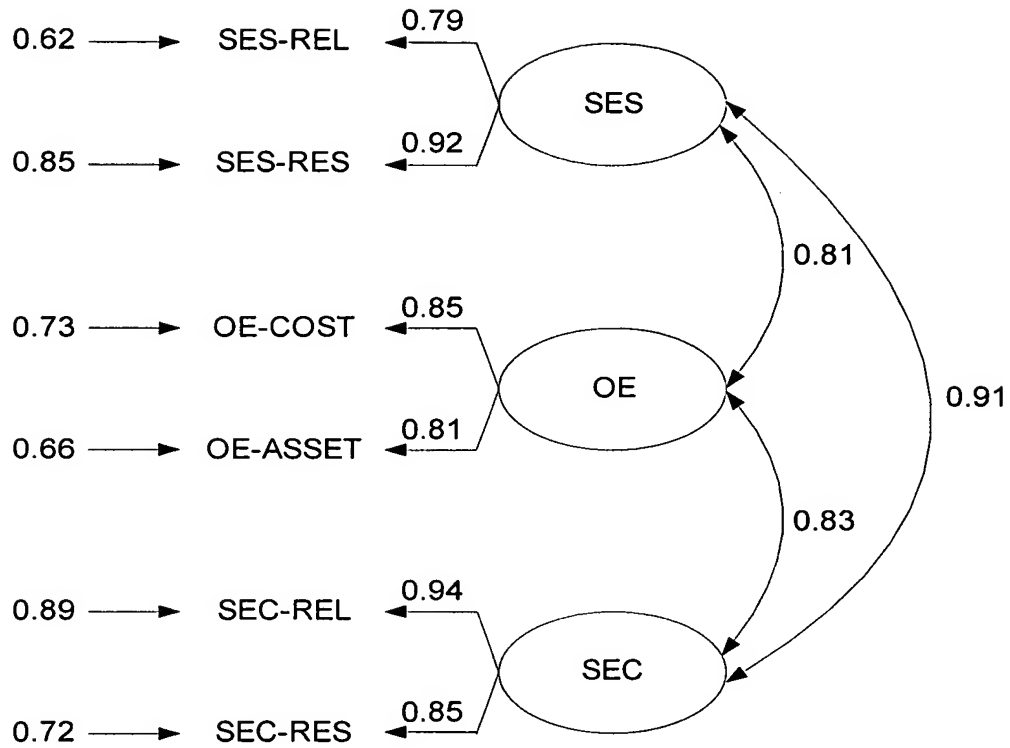 0.62 SES-REL 0.79
SES
0.85 SES-RES 0.92
0.81
0.73 OE-COST 0.85
OE
0.91
0.66 OE-ASSET 0.81
0.83
0.89 SEC-REL 0.94
SEC
0.72 SEC-RES 0.85